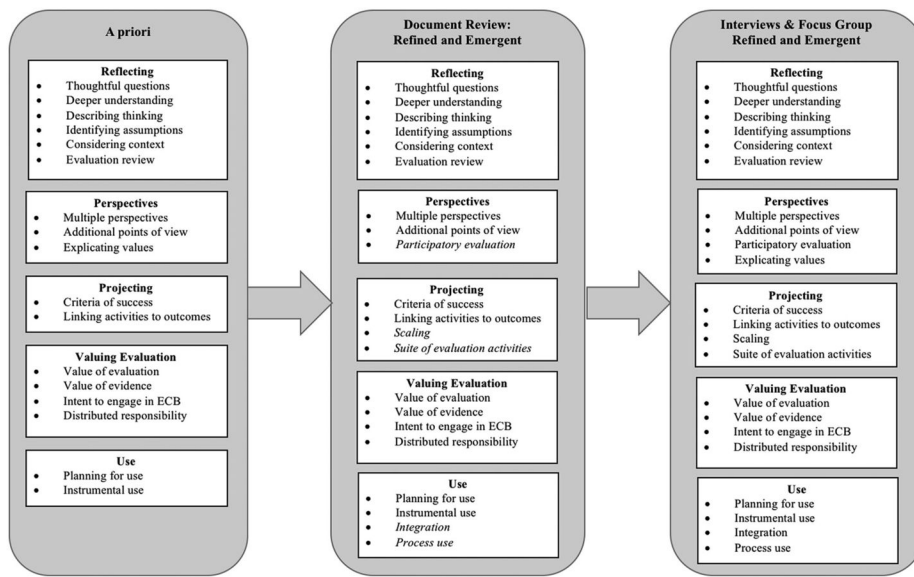 A priori
Reflecting
• Thoughtful questions
• Deeper understanding
• Describing thinking
• Identifying assumptions
• Considering context
• Evaluation review
Perspectives
• Multiple perspectives
• Additional points of view
• Explicating values
Projecting
• Criteria of success
• Linking activities to outcomes
Valuing Evaluation
• Value of evaluation
• Value of evidence
• Intent to engage in ECB
• Distributed responsibility
Use
• Planning for use
• Instrumental use
Document Review:
Refined and Emergent
Reflecting
• Thoughtful questions
• Deeper understanding
• Describing thinking
• Identifying assumptions
• Considering context
• Evaluation review
Perspectives
• Multiple perspectives
• Additional points of view
• Participatory evaluation
Projecting
• Criteria of success
• Linking activities to outcomes
• Scaling
• Suite of evaluation activities
Valuing Evaluation
• Value of evaluation
• Value of evidence
• Intent to engage in ECB
• Distributed responsibility
Use
• Planning for use
• Instrumental use
• Integration
• Process use
Interviews & Focus Group
Refined and Emergent
Reflecting
• Thoughtful questions
• Deeper understanding
• Describing thinking
• Identifying assumptions
• Considering context
• Evaluation review
Perspectives
• Multiple perspectives
• Additional points of view
• Participatory evaluation
• Explicating values
Projecting
• Criteria of success
• Linking activities to outcomes
• Scaling
• Suite of evaluation activities
Valuing Evaluation
• Value of evaluation
• Value of evidence
• Intent to engage in ECB
• Distributed responsibility
Use
• Planning for use
• Instrumental use
• Integration
• Process use